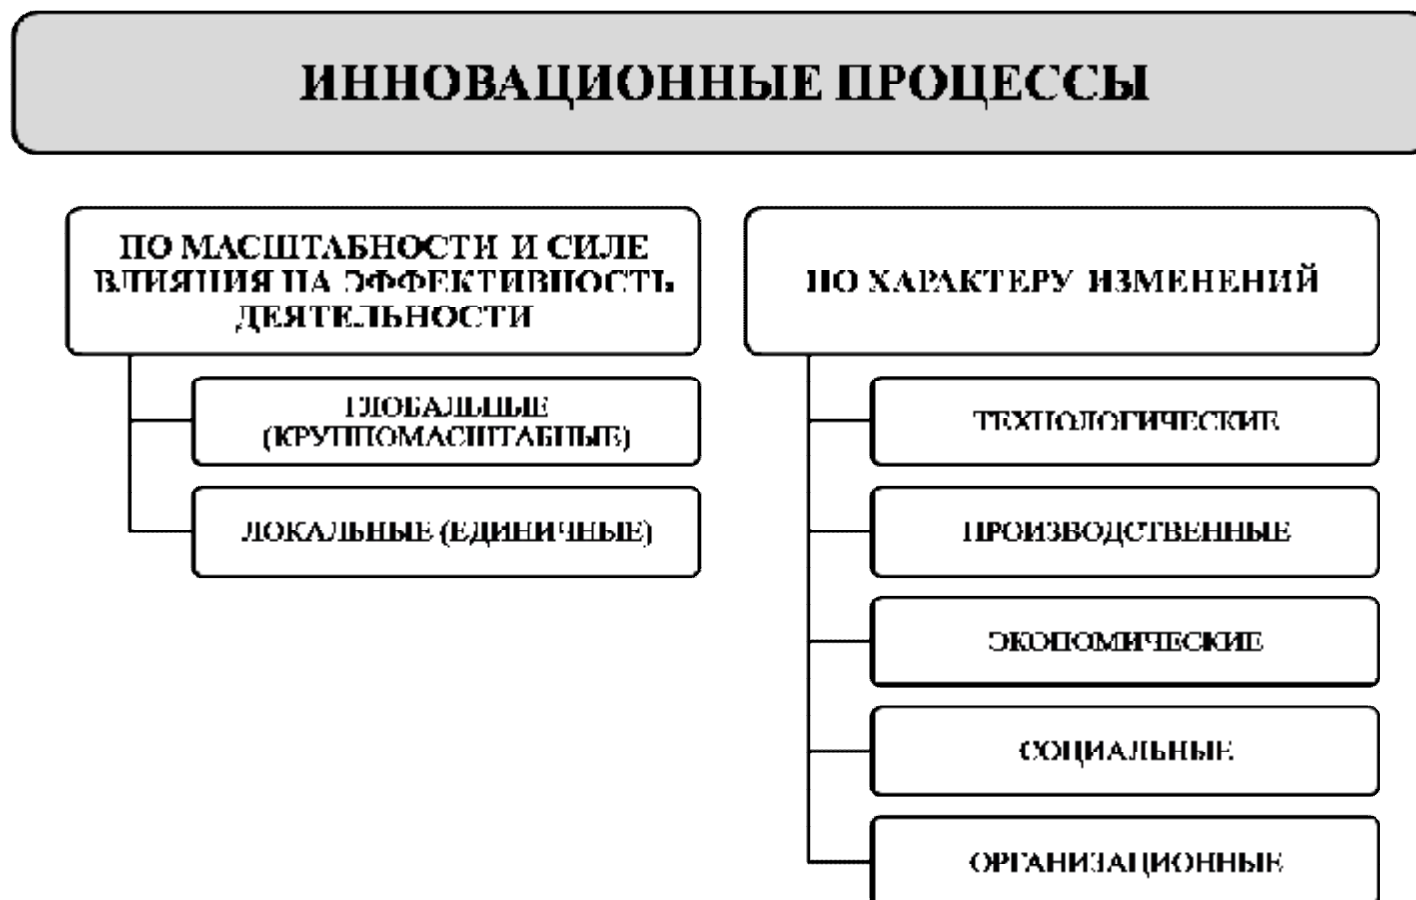 ИННОВАЦИОННЫЕ ПРОЦЕССЫ
ПО МАСШТАБНОСТИ И СИЛЕ
ВЛИЯНИЯ НА ЭФФЕКТИВНОСТЬ
ДЕЯТЕЛЬНОСТИ
ГЛОБАЛЬНЫЕ
(КРУПНОМАСШТАБНЫЕ)
ЛОКАЛЬНЫЕ (ЕДИНИЧНЫЕ)
ПО ХАРАКТЕРУ ИЗМЕНЕНИЙ
ТЕХНОЛОГИЧЕСКИЕ
ПРОИЗВОДСТВЕННЫЕ
ЭКОНОМИЧЕСКИЕ
СОЦИАЛЬНЫЕ
ОРГАНИЗАЦИОННЫЕ